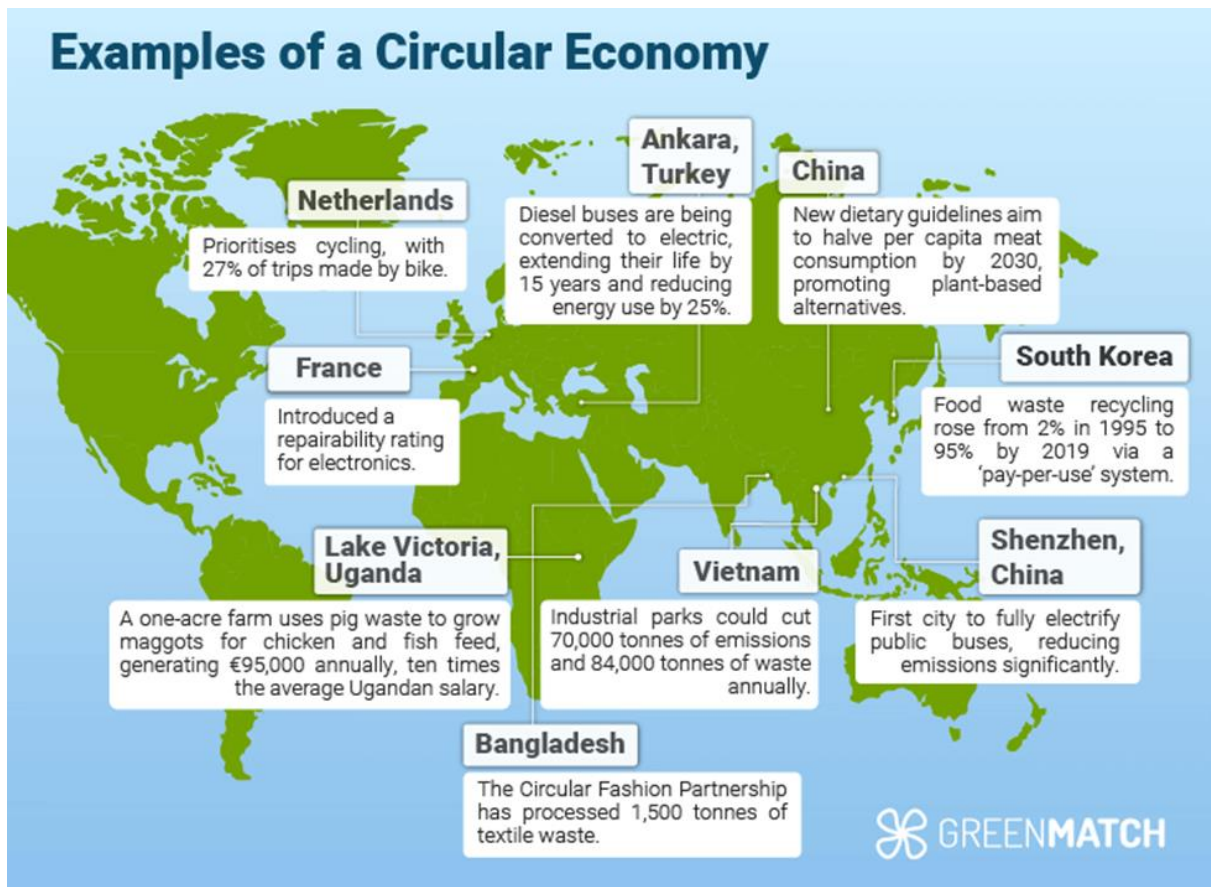 Examples of a Circular Economy
Netherlands
Prioritises cycling, with
27% of trips made by bike.
Ankara,
Turkey
Diesel buses are being
converted to electric,
extending their life by
15 years and reducing
energy use by 25%.
China
New dietary guidelines aim
to halve per capita meat
consumption by 2030,
promoting plant-based
alternatives.
France
Introduced a
repairability rating
for electronics.
South Korea
Food waste recycling
rose from 2% in 1995 to
95% by 2019 via a
‘pay-per-use’ system.
Lake Victoria,
Uganda
A one-acre farm uses pig waste to grow
maggots for chicken and fish feed,
generating €95,000 annually, ten times
the average Ugandan salary.
Vietnam
Industrial parks could cut
70,000 tonnes of emissions
and 84,000 tonnes of waste
annually.
Shenzhen,
China
First city to fully electrify
public buses, reducing
emissions significantly.
Bangladesh
The Circular Fashion Partnership
has processed 1,500 tonnes of
textile waste.
GREENMATCH